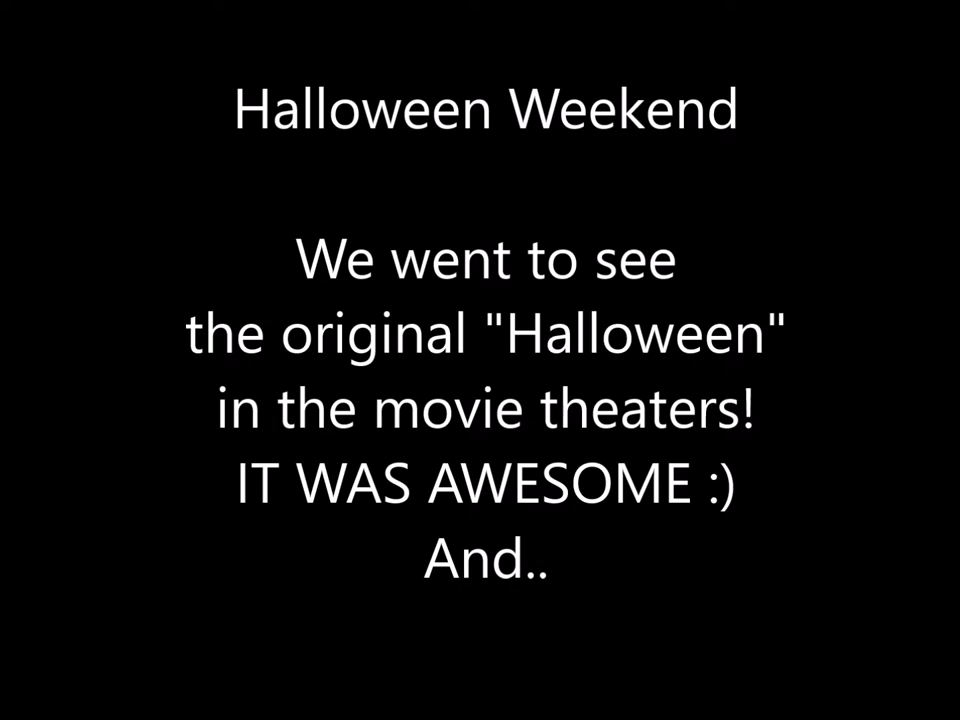 Halloween Weekend
We went to see
the original "Halloween"
in the movie theaters!
IT WAS AWESOME :)
And..